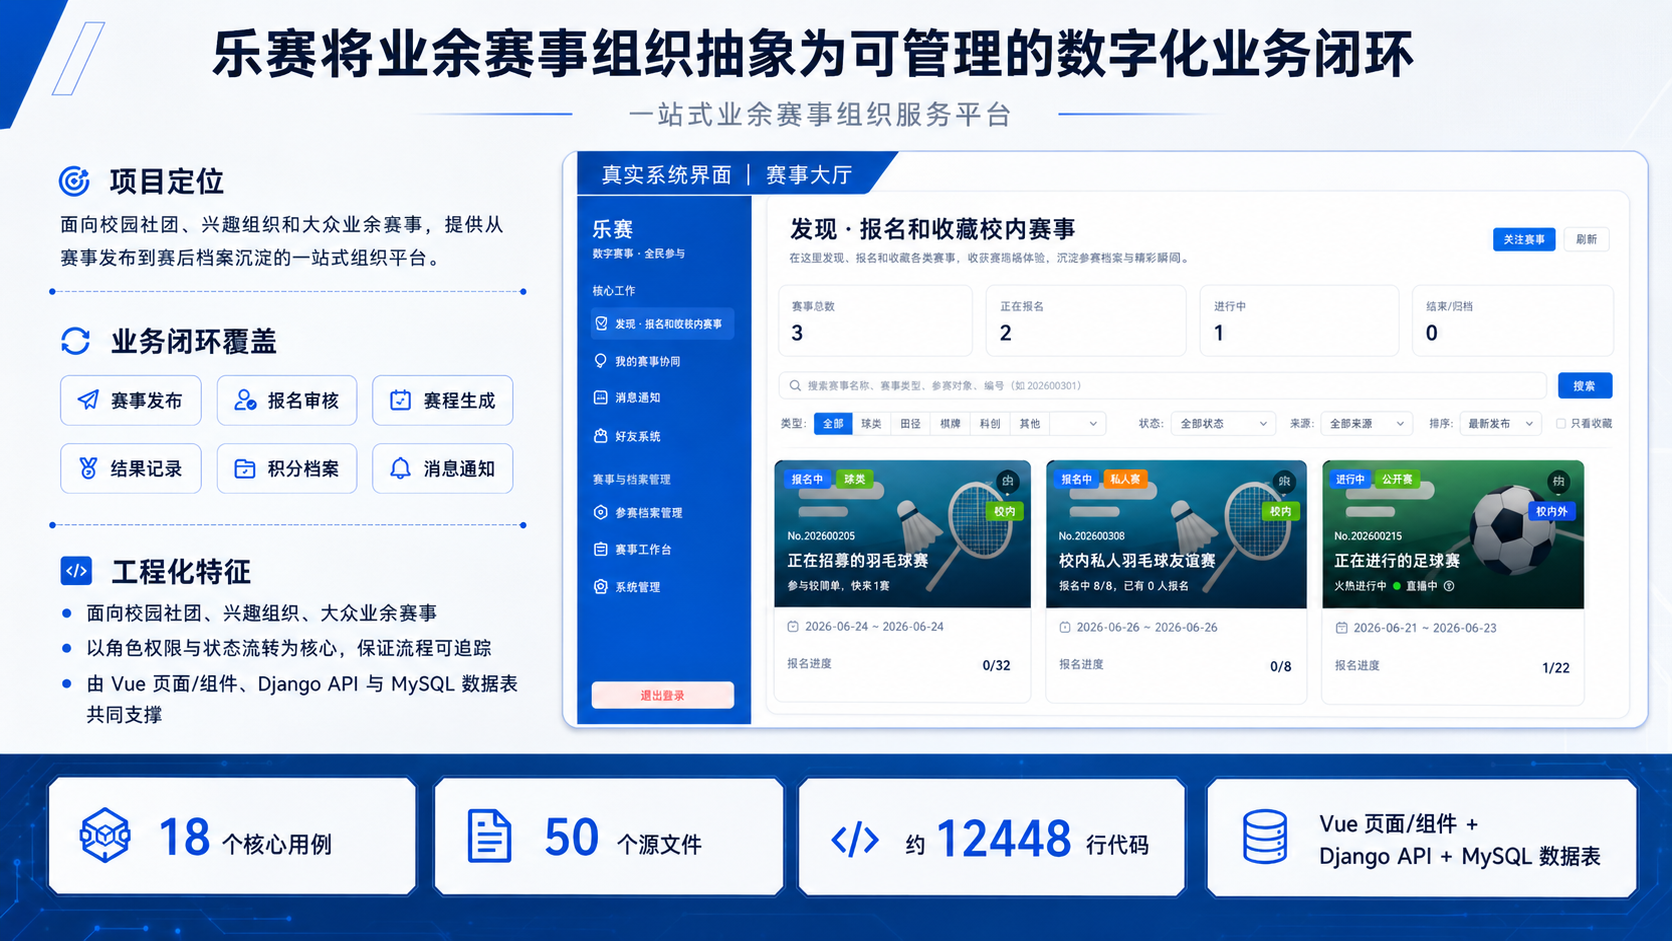 乐赛将业余赛事组织抽象为可管理的数字化业务闭环
一站式业余赛事组织服务平台
项目定位
面向校园社团、兴趣组织和大众业余赛事，提供从
赛事发布到赛后档案沉淀的一站式组织平台。
业务闭环覆盖
赛事发布
报名审核
赛程生成
结果记录
积分档案
消息通知
工程化特征
面向校园社团、兴趣组织、大众业余赛事
以角色权限与状态流转为核心，保证流程可追踪
由 Vue 页面/组件、Django API 与 MySQL 数据表
共同支撑
真实系统界面 | 赛事大厅
乐赛
数字赛事 · 全民参与
核心工作
发现 · 报名和收校内赛事
我的赛事协同
消息通知
好友系统
赛事与档案管理
参赛档案管理
赛事工作台
系统管理
退出登录
发现 · 报名和收藏校内赛事
在这里发现、报名和收藏各类赛事，收获赛场体验，沉淀参赛档案与精彩瞬间。
关注赛事
刷新
赛事总数
3
正在报名
2
进行中
1
结束/归档
0
搜索赛事名称、赛事类型、参赛对象、编号（如 202600301）
搜索
类型: 全部 球类 田径 棋牌 科创 其他
状态: 全部状态
来源: 全部来源
排序: 最新发布
只看收藏
报名中 球类
校内
No.202600205
正在招募的羽毛球赛
参与较简单，快来1赛
2026-06-24 ~ 2026-06-24
报名进度 0/32
报名中 私人赛
校内
No.202600308
校内私人羽毛球友谊赛
报名中 8/8，已有 0 人报名
2026-06-26 ~ 2026-06-26
报名进度 0/8
进行中 公开赛
校内外
No.202600215
正在进行的足球赛
火热进行中 直播中
2026-06-21 ~ 2026-06-23
报名进度 1/22
18 个核心用例
50 个源文件
约 12448 行代码
Vue 页面/组件 +
Django API + MySQL 数据表